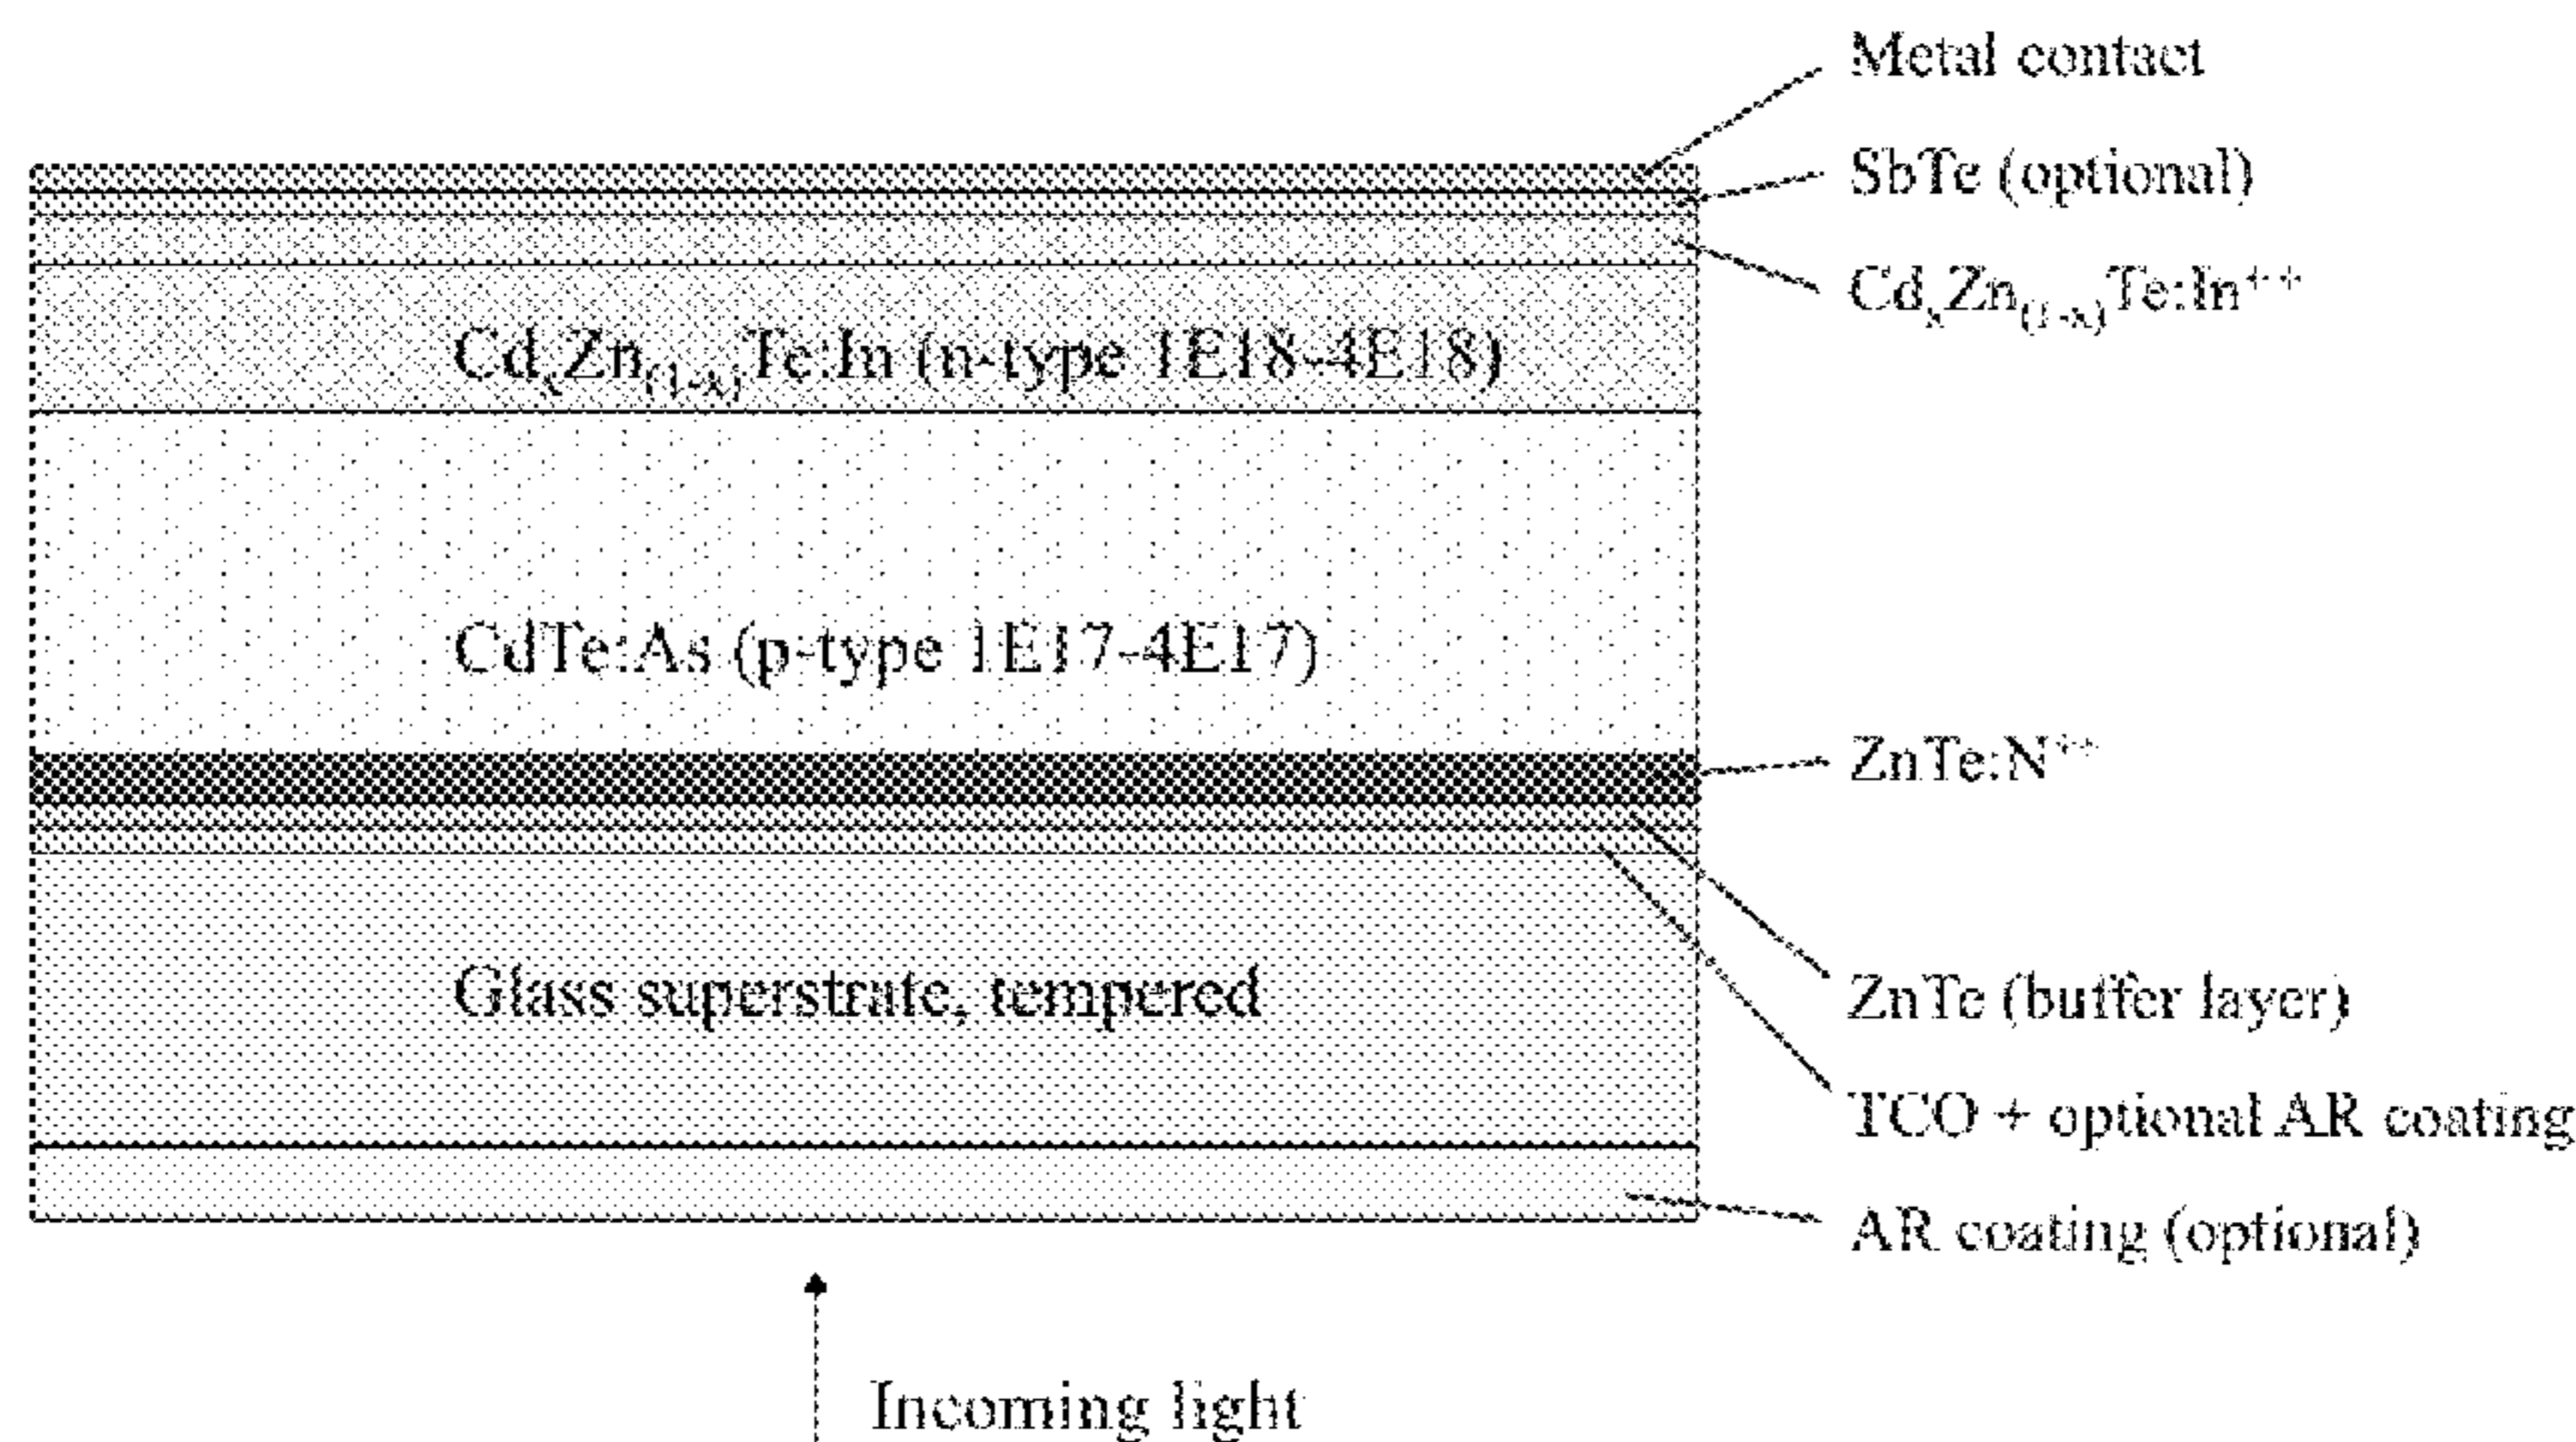 Metal contact
SbTe (optional)
CdₓZn₍₁₋ₓ₎Te:In⁺⁺
CdₓZn₍₁₋ₓ₎Te:In (n-type 1E18-4E18)
CdTe:As (p-type 1E17-4E17)
ZnTe:N⁺⁺
Glass superstrate, tempered
ZnTe (buffer layer)
TCO + optional AR coating
AR coating (optional)
Incoming light